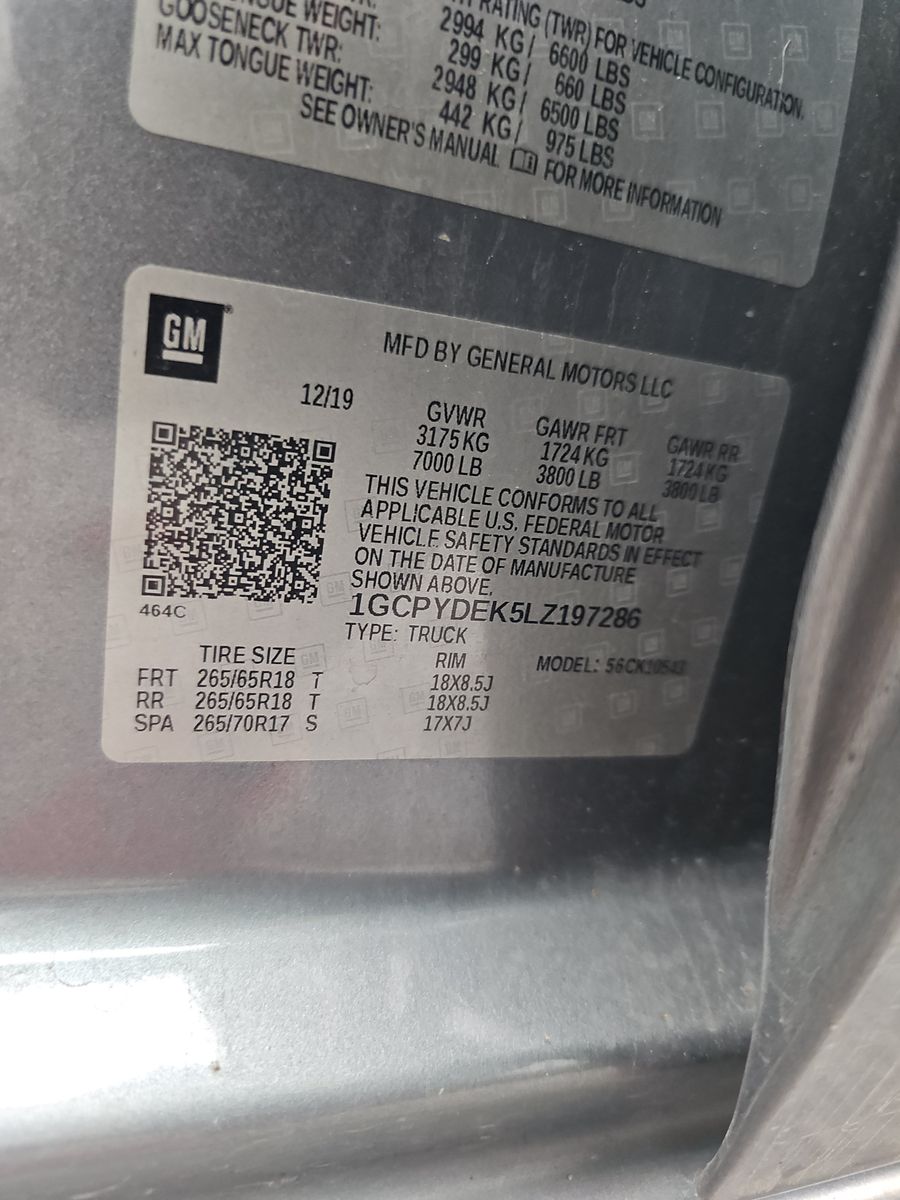 RATING (TWR) FOR VEHICLE CONFIGURATION.
TONGUE WEIGHT: 2994 KG/ 6600 LBS
GOOSENECK TWR: 299 KG/ 660 LBS
MAX TONGUE WEIGHT: 2948 KG/ 6500 LBS
442 KG/ 975 LBS
SEE OWNER'S MANUAL FOR MORE INFORMATION
GM
MFD BY GENERAL MOTORS LLC
12/19
GVWR GAWR FRT GAWR RR
3175 KG 1724 KG 1724 KG
7000 LB 3800 LB 3800 LB
THIS VEHICLE CONFORMS TO ALL
APPLICABLE U.S. FEDERAL MOTOR
VEHICLE SAFETY STANDARDS IN EFFECT
ON THE DATE OF MANUFACTURE
SHOWN ABOVE.
464C
1GCPYDEK5LZ197286
TYPE: TRUCK
TIRE SIZE RIM MODEL: 56CK10543
FRT 265/65R18 T 18X8.5J
RR 265/65R18 T 18X8.5J
SPA 265/70R17 S 17X7J